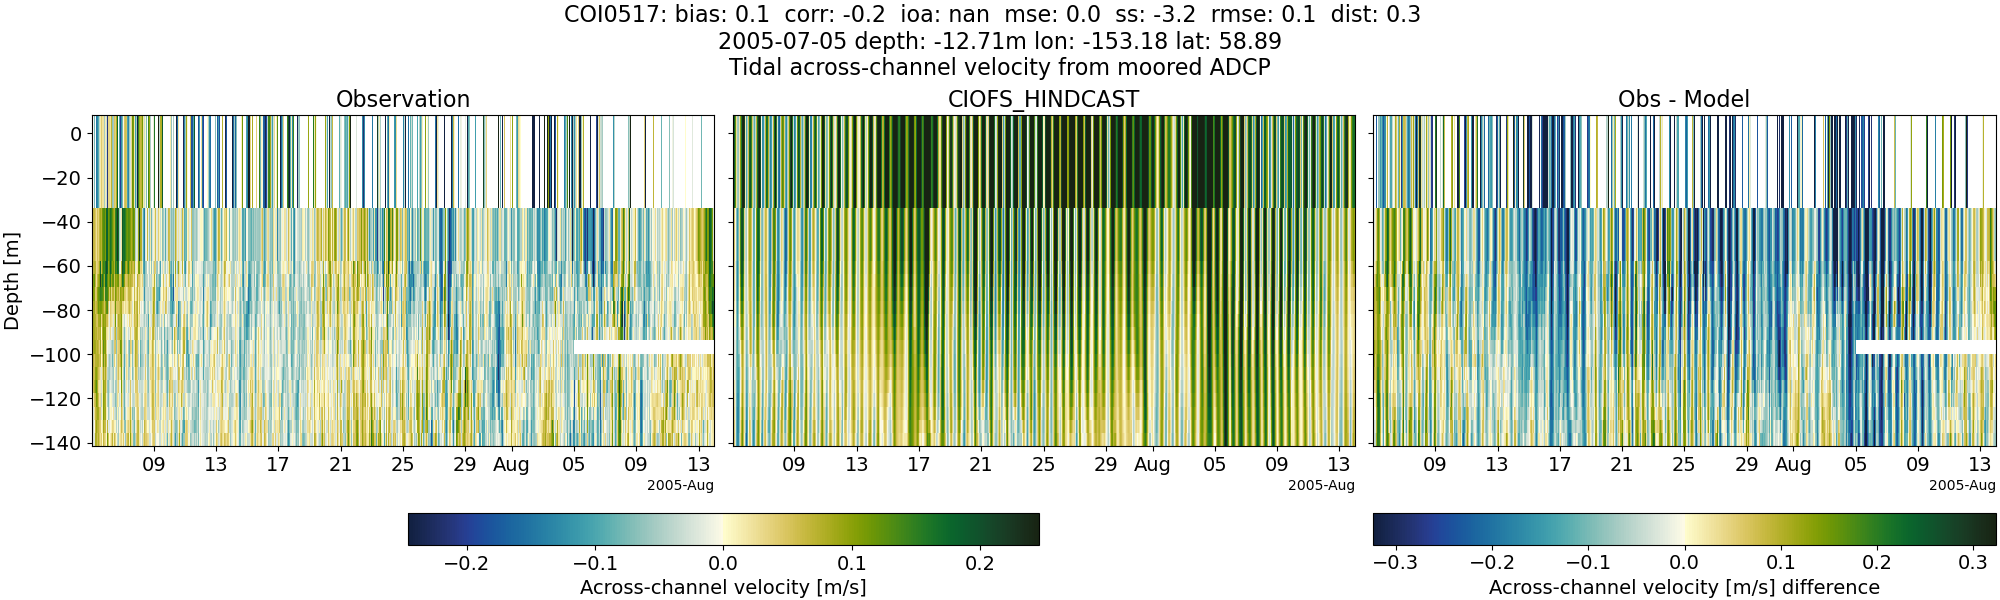 COI0517: bias: 0.1 corr: -0.2 ioa: nan mse: 0.0 ss: -3.2 rmse: 0.1 dist: 0.3
2005-07-05 depth: -12.71m lon: -153.18 lat: 58.89
Tidal across-channel velocity from moored ADCP
Observation
CIOFS_HINDCAST
Obs - Model
Depth [m]
0
−20
−40
−60
−80
−100
−120
−140
09 13 17 21 25 29 Aug 05 09 13
2005-Aug
09 13 17 21 25 29 Aug 05 09 13
2005-Aug
09 13 17 21 25 29 Aug 05 09 13
2005-Aug
−0.2 −0.1 0.0 0.1 0.2
Across-channel velocity [m/s]
−0.3 −0.2 −0.1 0.0 0.1 0.2 0.3
Across-channel velocity [m/s] difference